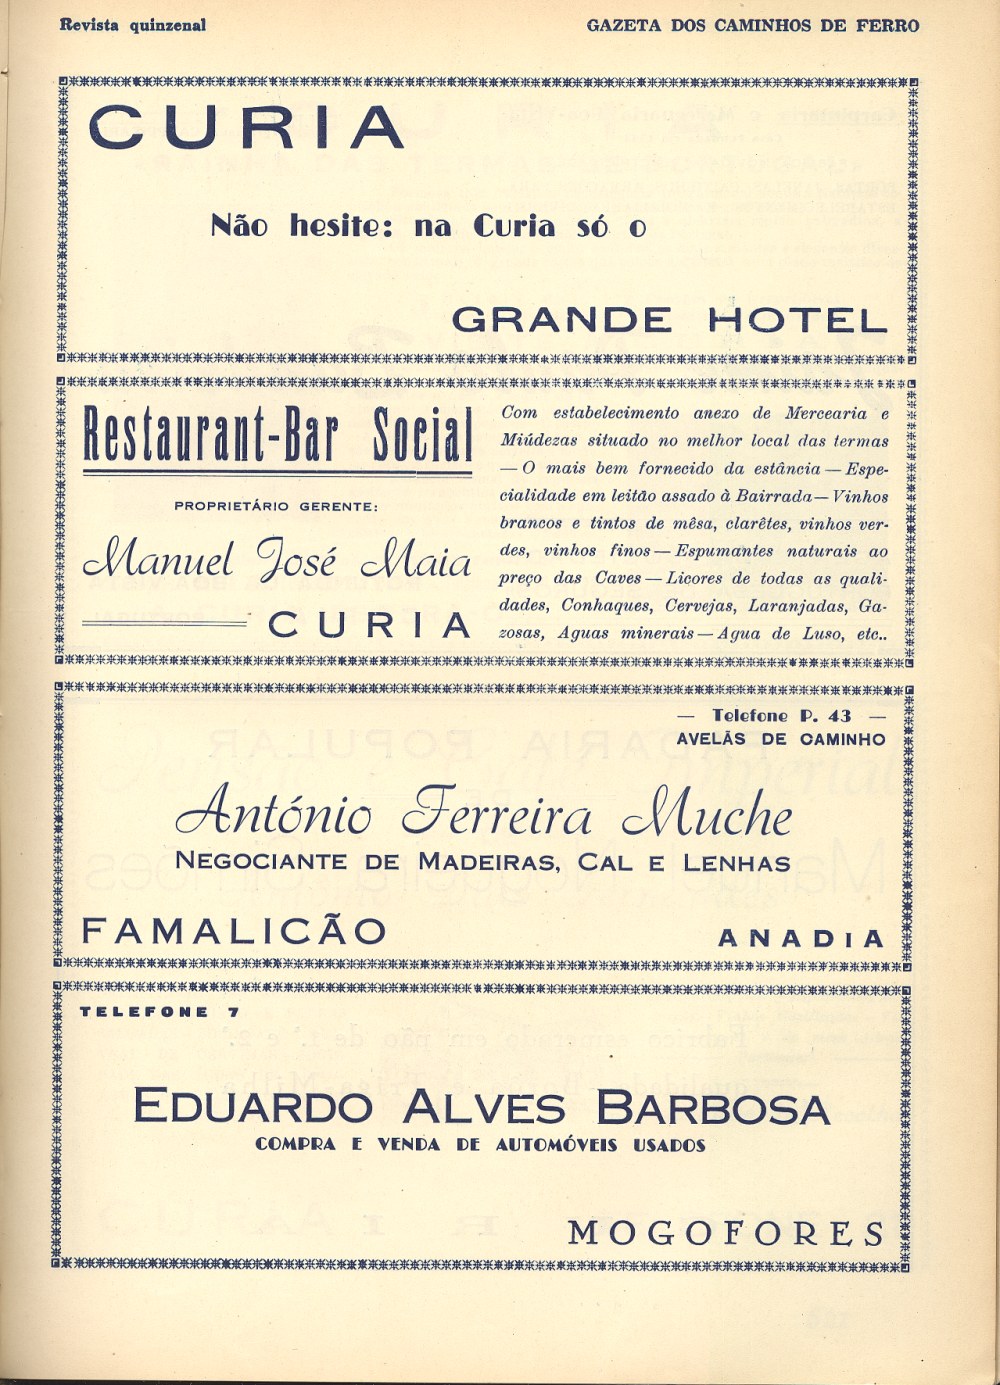 Revista quinzenal
GAZETA DOS CAMINHOS DE FERRO
CURIA
Não hesite: na Curia só o
GRANDE HOTEL
Restaurant-Bar Social
PROPRIETÁRIO GERENTE:
Manuel José Maia
CURIA
Com estabelecimento anexo de Mercearia e
Miúdezas situado no melhor local das termas
— O mais bem fornecido da estância — Espe-
cialidade em leitão assado à Bairrada — Vinhos
brancos e tintos de mêsa, clarêtes, vinhos ver-
des, vinhos finos — Espumantes naturais ao
preço das Caves — Licores de todas as quali-
dades, Conhaques, Cervejas, Laranjadas, Ga-
zosas, Aguas minerais — Agua de Luso, etc..
— Telefone P. 43 —
AVELÃS DE CAMINHO
António Ferreira Muche
NEGOCIANTE DE MADEIRAS, CAL E LENHAS
FAMALICÃO
ANADIA
TELEFONE 7
EDUARDO ALVES BARBOSA
COMPRA E VENDA DE AUTOMÓVEIS USADOS
MOGOFORES